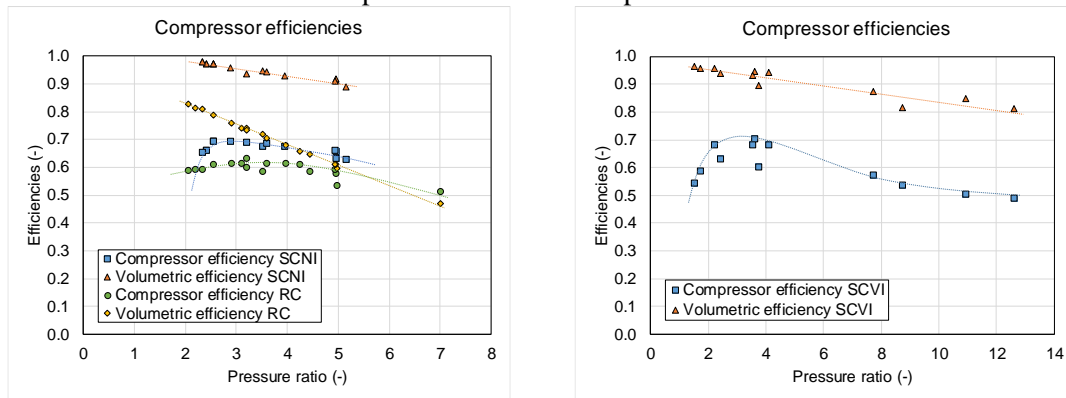 Compressor efficiencies
1.0
0.9
0.8
0.7
0.6
0.5
0.4
0.3
0.2
0.1
0.0
Efficiencies (-)
Compressor efficiency SCNI
Volumetric efficiency SCNI
Compressor efficiency RC
Volumetric efficiency RC
0 1 2 3 4 5 6 7 8
Pressure ratio (-)
Compressor efficiencies
1.0
0.9
0.8
0.7
0.6
0.5
0.4
0.3
0.2
0.1
0.0
Efficiencies (-)
Compressor efficiency SCVI
Volumetric efficiency SCVI
0 2 4 6 8 10 12 14
Pressure ratio (-)